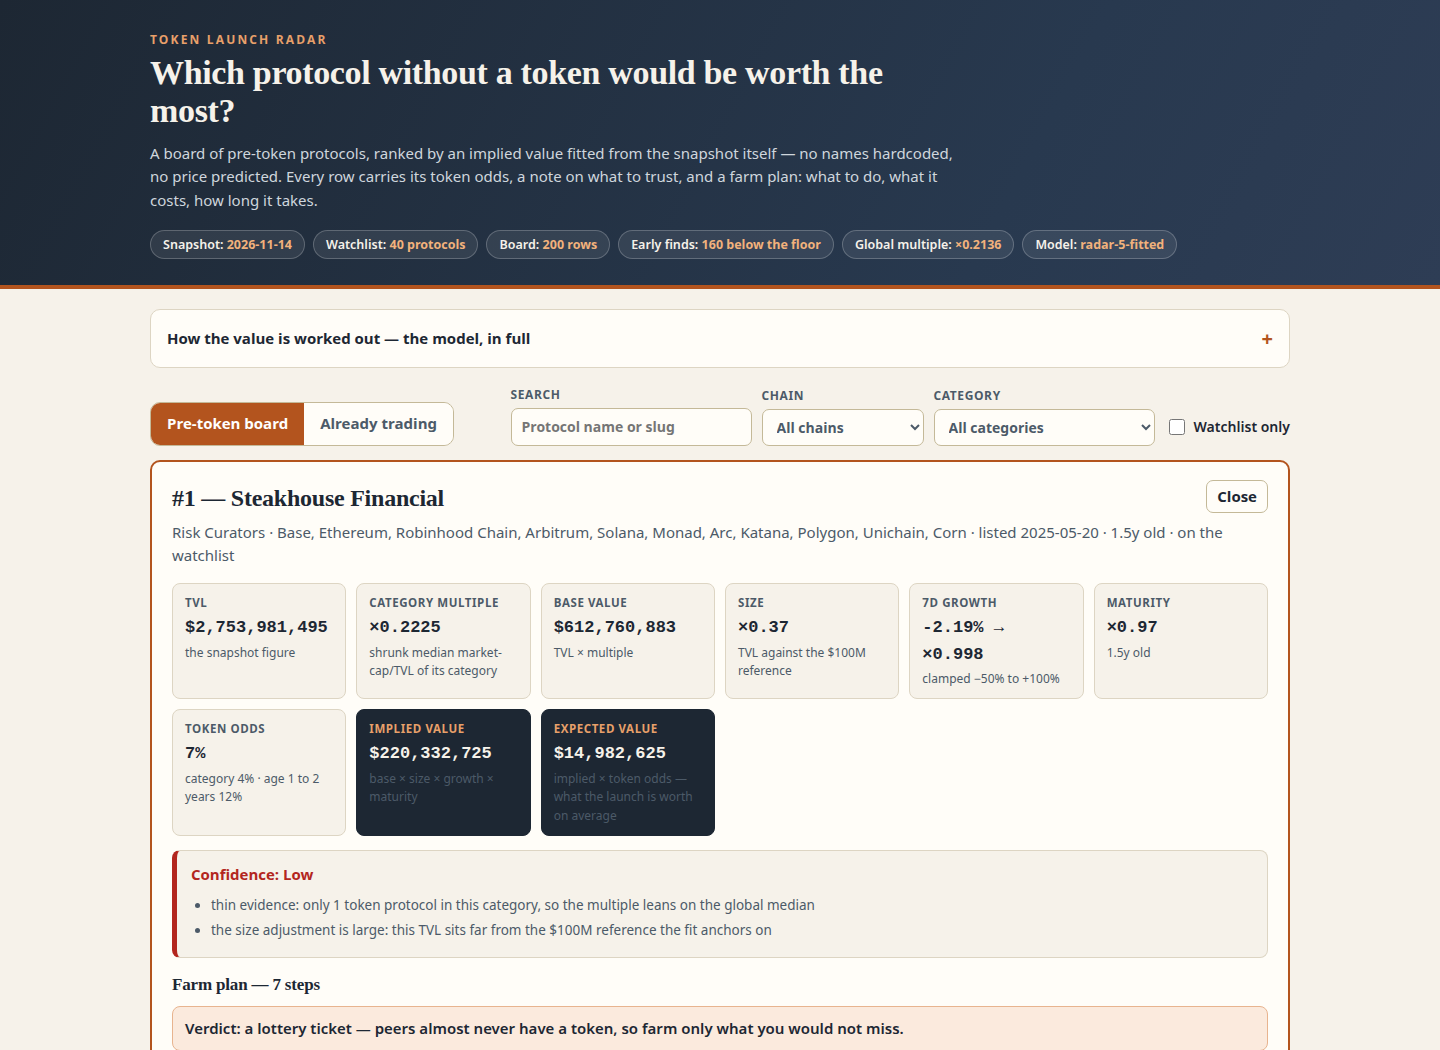 TOKEN LAUNCH RADAR
Which protocol without a token would be worth the
most?
A board of pre-token protocols, ranked by an implied value fitted from the snapshot itself — no names hardcoded,
no price predicted. Every row carries its token odds, a note on what to trust, and a farm plan: what to do, what it
costs, how long it takes.
Snapshot: 2026-11-14
Watchlist: 40 protocols
Board: 200 rows
Early finds: 160 below the floor
Global multiple: ×0.2136
Model: radar-5-fitted
How the value is worked out — the model, in full
+
Pre-token board
Already trading
SEARCH
Protocol name or slug
CHAIN
All chains
CATEGORY
All categories
Watchlist only
#1 — Steakhouse Financial
Close
Risk Curators · Base, Ethereum, Robinhood Chain, Arbitrum, Solana, Monad, Arc, Katana, Polygon, Unichain, Corn · listed 2025-05-20 · 1.5y old · on the
watchlist
TVL
$2,753,981,495
the snapshot figure
CATEGORY MULTIPLE
×0.2225
shrunk median market-
cap/TVL of its category
BASE VALUE
$612,760,883
TVL × multiple
SIZE
×0.37
TVL against the $100M
reference
7D GROWTH
-2.19% →
×0.998
clamped −50% to +100%
MATURITY
×0.97
1.5y old
TOKEN ODDS
7%
category 4% · age 1 to 2
years 12%
IMPLIED VALUE
$220,332,725
base × size × growth ×
maturity
EXPECTED VALUE
$14,982,625
implied × token odds —
what the launch is worth
on average
Confidence: Low
• thin evidence: only 1 token protocol in this category, so the multiple leans on the global median
• the size adjustment is large: this TVL sits far from the $100M reference the fit anchors on
Farm plan — 7 steps
Verdict: a lottery ticket — peers almost never have a token, so farm only what you would not miss.